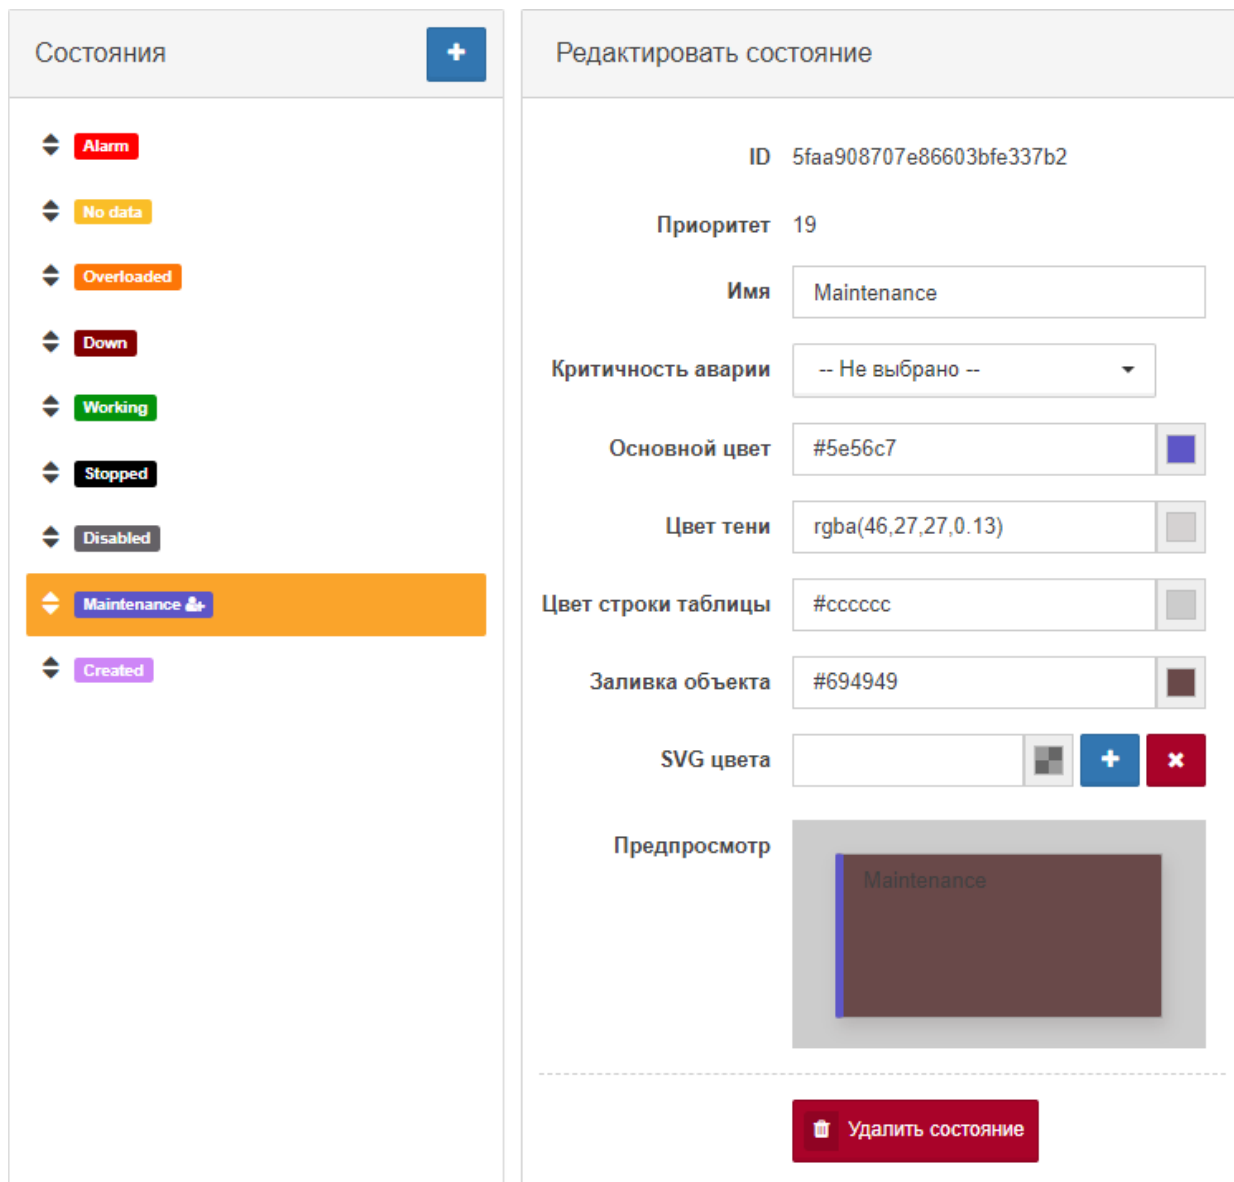 Состояния
Alarm
No data
Overloaded
Down
Working
Stopped
Disabled
Maintenance
Created
Редактировать состояние
ID 5faa908707e86603bfe337b2
Приоритет 19
Имя Maintenance
Критичность аварии -- Не выбрано --
Основной цвет #5e56c7
Цвет тени rgba(46,27,27,0.13)
Цвет строки таблицы #cccccc
Заливка объекта #694949
SVG цвета
Предпросмотр
Maintenance
Удалить состояние